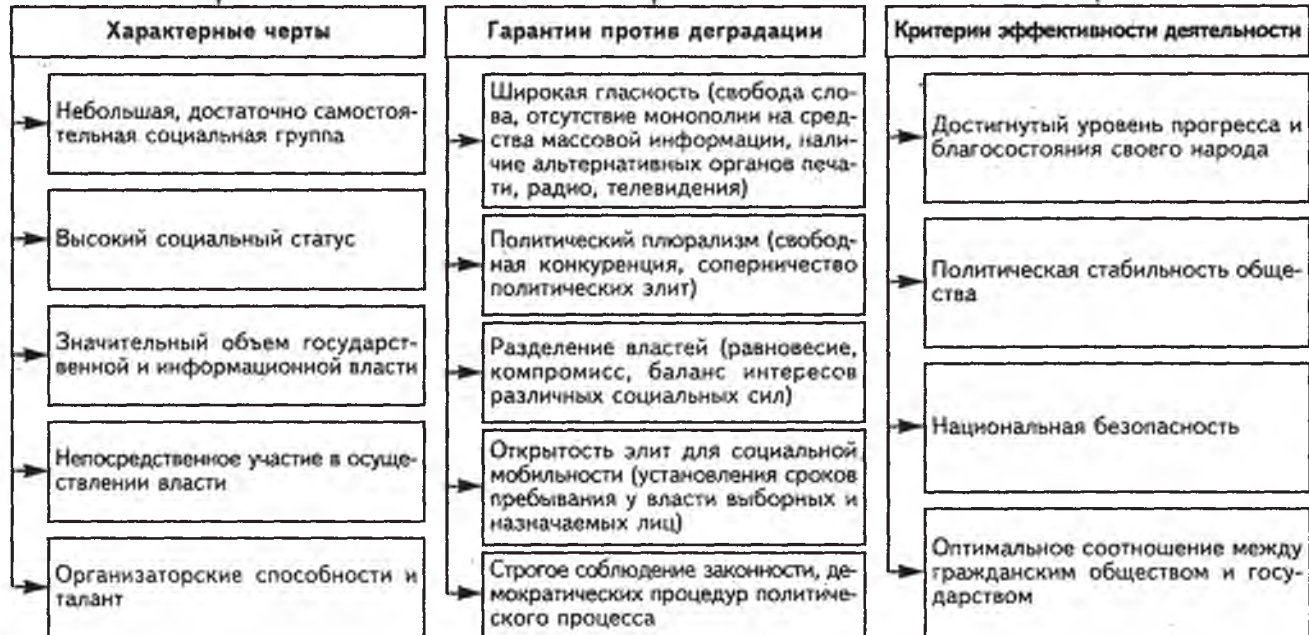 Характерные черты
Небольшая, достаточно самостоя-
тельная социальная группа
Высокий социальный статус
Значительный объем государст-
венной и информационной власти
Непосредственное участие в осуще-
ствлении власти
Организаторские способности и
талант
Гарантии против деградации
Широкая гласность (свобода сло-
ва, отсутствие монополии на сред-
ства массовой информации, нали-
чие альтернативных органов печа-
ти, радио, телевидения)
Политический плюрализм (свобод-
ная конкуренция, соперничество
политических элит)
Разделение властей (равновесие,
компромисс, баланс интересов
различных социальных сил)
Открытость элит для социальной
мобильности (установления сроков
пребывания у власти выборных и
назначаемых лиц)
Строгое соблюдение законности, де-
мократических процедур политиче-
ского процесса
Критерии эффективности деятельности
Достигнутый уровень прогресса и
благосостояния своего народа
Политическая стабильность обще-
ства
Национальная безопасность
Оптимальное соотношение между
гражданским обществом и госу-
дарством